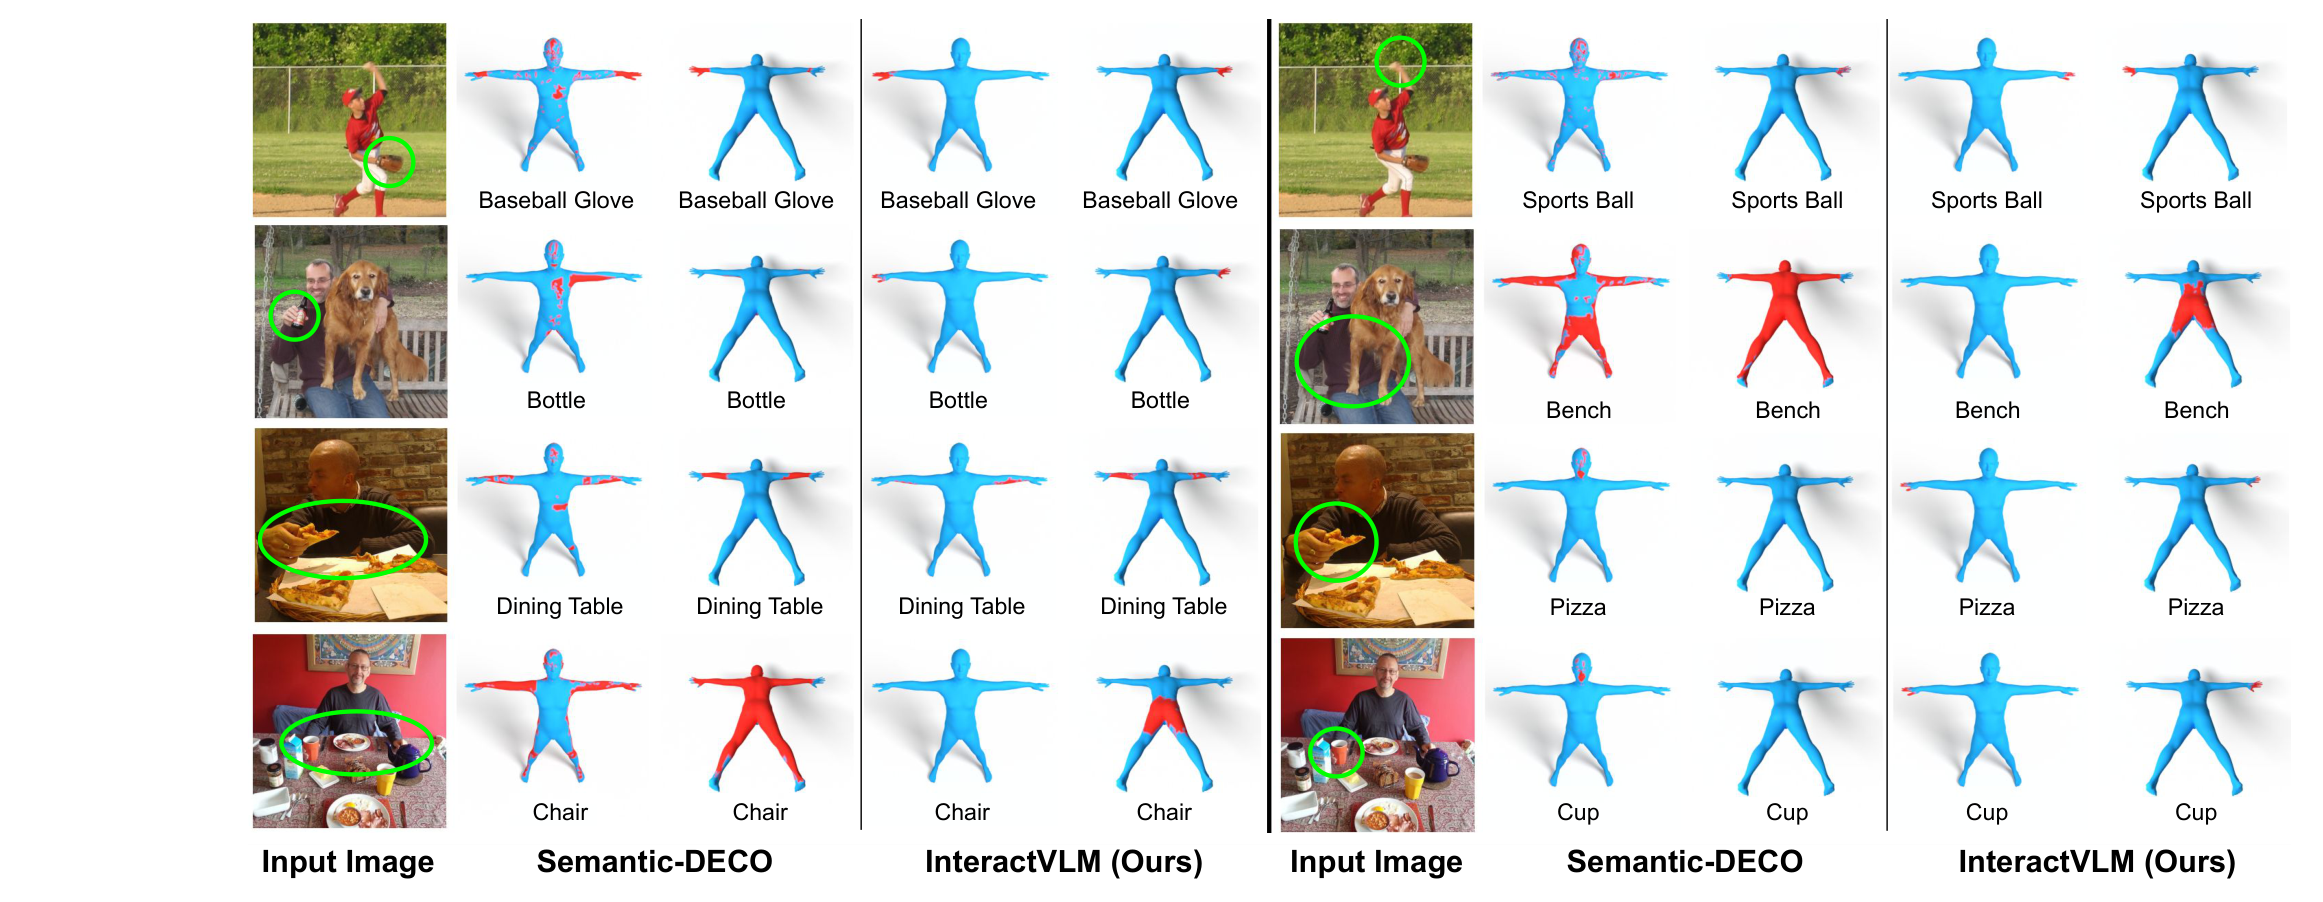 Baseball Glove Baseball Glove Baseball Glove Baseball Glove Sports Ball Sports Ball Sports Ball Sports Ball
Bottle Bottle Bottle Bottle Bench Bench Bench Bench
Dining Table Dining Table Dining Table Dining Table Pizza Pizza Pizza Pizza
Chair Chair Chair Chair Cup Cup Cup Cup
Input Image Semantic-DECO InteractVLM (Ours) Input Image Semantic-DECO InteractVLM (Ours)